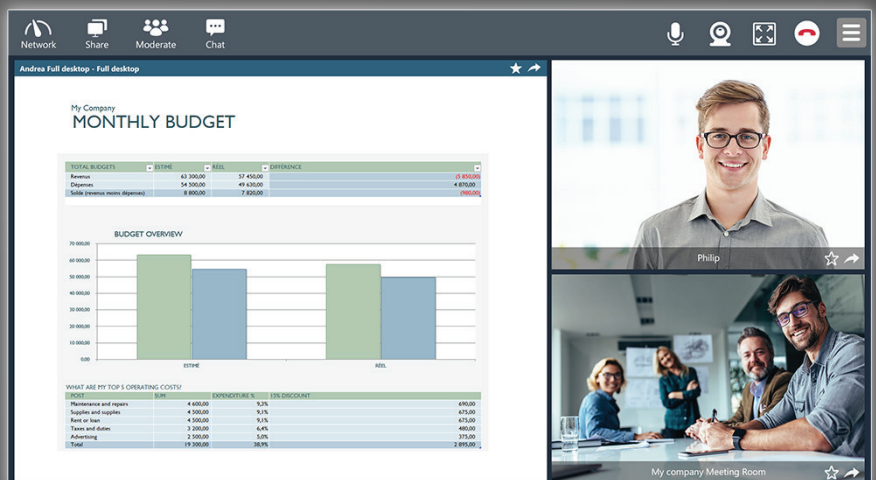 Network Share Moderate Chat
Andrea Full desktop - Full desktop
My Company
MONTHLY BUDGET
TOTAL BUDGETS ESTIMÉ RÉEL DIFFÉRENCE
Revenus 63 300,00 57 450,00 (5 850,00)
Dépenses 54 500,00 49 630,00 4 870,00
Solde (revenus moins dépenses) 8 800,00 7 820,00 (980,00)
BUDGET OVERVIEW
70 000,00
60 000,00
50 000,00
40 000,00
30 000,00
20 000,00
10 000,00
0,00
ESTIMÉ RÉEL
WHAT ARE MY TOP 5 OPERATING COSTS?
POST SUM EXPENDITURE % 15% DISCOUNT
Maintenance and repairs 4 600,00 9,3% 690,00
Supplies and supplies 4 500,00 9,1% 675,00
Rent or loan 4 500,00 9,1% 675,00
Taxes and duties 3 200,00 6,4% 480,00
Advertising 2 500,00 5,0% 375,00
Total 19 300,00 38,9% 2 895,00
Philip
My company Meeting Room